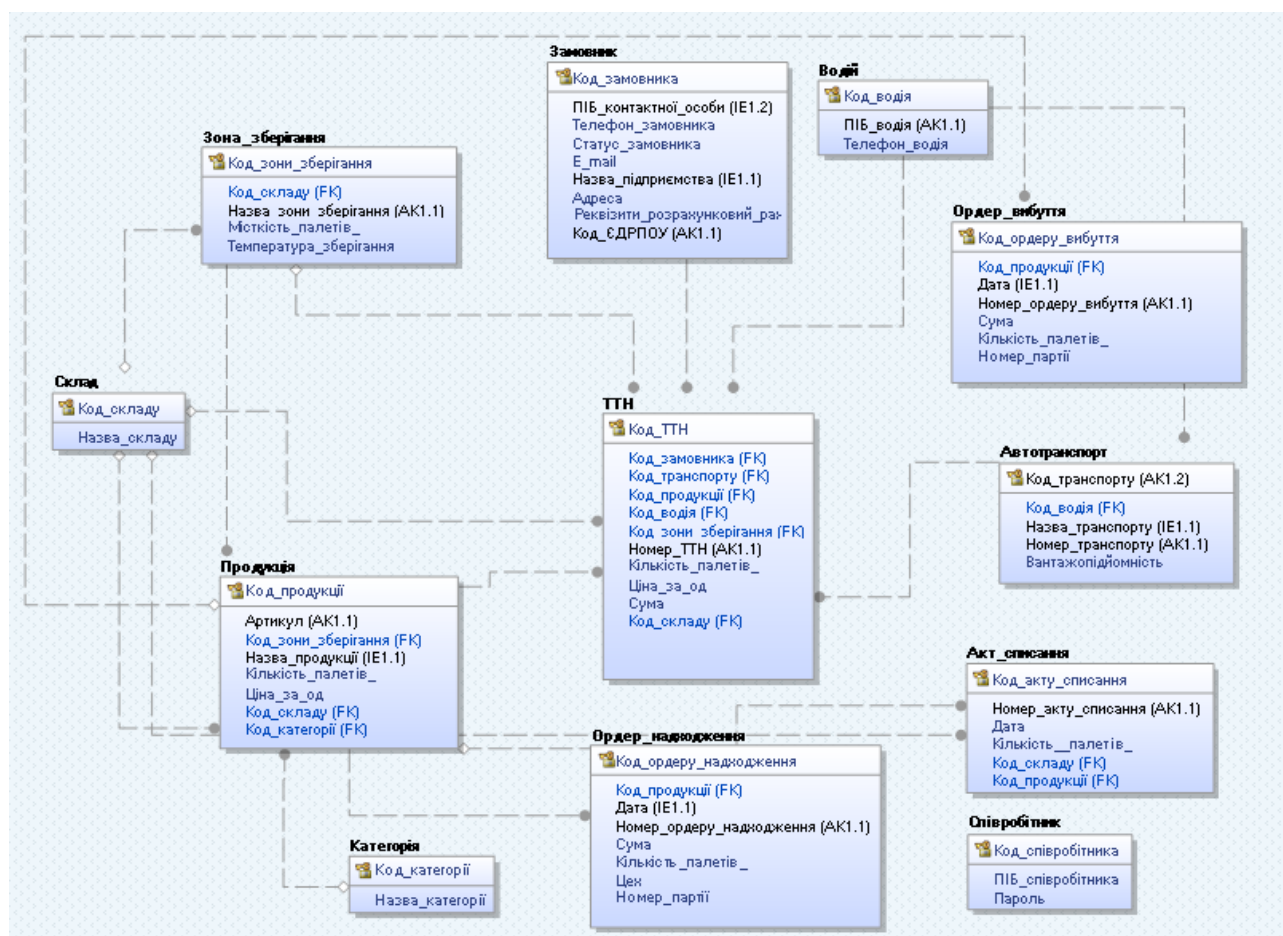 Замовник
Код_замовника
ПІБ_контактної_особи (IE1.2)
Телефон_замовника
Статус_замовника
E_mail
Назва_підприємства (IE1.1)
Адреса
Реквізити_розрахунковий_рах
Код_ЄДРПОУ (AK1.1)
Водій
Код_водія
ПІБ_водія (AK1.1)
Телефон_водія
Зона_зберігання
Код_зони_зберігання
Код_складу (FK)
Назва_зони_зберігання (AK1.1)
Місткість_палетів_
Температура_зберігання
Ордер_вибуття
Код_ордеру_вибуття
Код_продукції (FK)
Дата (IE1.1)
Номер_ордеру_вибуття (AK1.1)
Сума
Кількість_палетів_
Номер_партії
Склад
Код_складу
Назва_складу
ТТН
Код_ТТН
Код_замовника (FK)
Код_транспорту (FK)
Код_продукції (FK)
Код_водія (FK)
Код_зони_зберігання (FK)
Номер_ТТН (AK1.1)
Кількість_палетів_
Ціна_за_од
Сума
Код_складу (FK)
Автотранспорт
Код_транспорту (AK1.2)
Код_водія (FK)
Назва_транспорту (IE1.1)
Номер_транспорту (AK1.1)
Вантажопідйомність
Продукція
Код_продукції
Артикул (AK1.1)
Код_зони_зберігання (FK)
Назва_продукції (IE1.1)
Кількість_палетів_
Ціна_за_од
Код_складу (FK)
Код_категорії (FK)
Акт_списання
Код_акту_списання
Номер_акту_списання (AK1.1)
Дата
Кількість__палетів_
Код_складу (FK)
Код_продукції (FK)
Ордер_надходження
Код_ордеру_надходження
Код_продукції (FK)
Дата (IE1.1)
Номер_ордеру_надходження (AK1.1)
Сума
Кількість_палетів_
Цех
Номер_партії
Категорія
Код_категорії
Назва_категорії
Співробітник
Код_співробітника
ПІБ_співробітника
Пароль